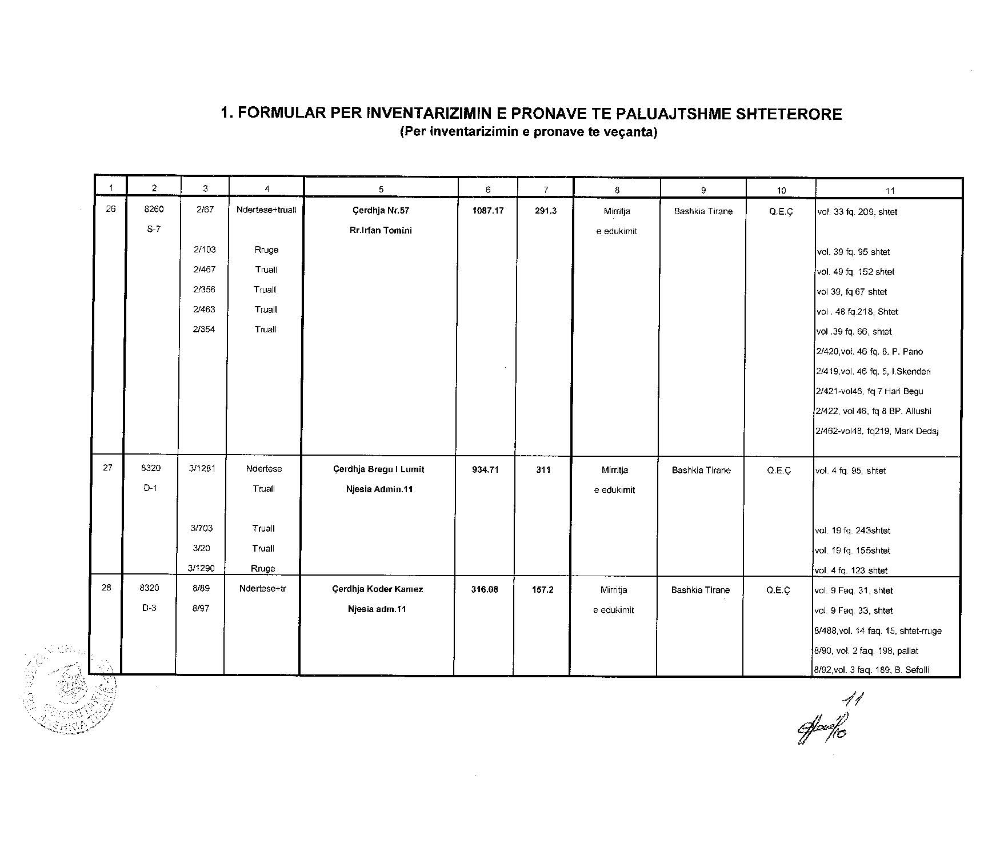 1. FORMULAR PER INVENTARIZIMIN E PRONAVE TE PALUAJTSHME SHTETERORE
(Per inventarizimin e pronave te veçanta)
1 2 3 4 5 6 7 8 9 10 11
26 8260 2/67 Ndertese+truall Çerdhja Nr.57 1087.17 291.3 Mirritja Bashkia Tirane Q.E.Ç vol. 33 fq. 209, shtet
S-7 Rr.Irfan Tomini e edukimit
2/103 Rruge vol. 39 fq. 95 shtet
2/467 Truall vol. 49 fq. 152 shtet
2/356 Truall vol 39, fq 67 shtet
2/463 Truall vol . 48 fq.218, Shtet
2/354 Truall vol .39 fq. 66, shtet
2/420,vol. 46 fq. 6, P. Pano
2/419,vol. 46 fq. 5, I.Skenderi
2/421-vol46, fq 7 Hari Begu
2/422, vol 46, fq 8 BP. Allushi
2/462-vol48, fq219, Mark Dedaj
27 8320 3/1281 Ndertese Çerdhja Bregu I Lumit 934.71 311 Mirritja Bashkia Tirane Q.E.Ç vol. 4 fq. 95, shtet
D-1 Truall Njesia Admin.11 e edukimit
3/703 Truall vol. 19 fq. 243shtet
3/20 Truall vol. 19 fq. 155shtet
3/1290 Rruge vol. 4 fq. 123 shtet
28 8320 8/89 Ndertese+tr Çerdhja Koder Kamez 316.08 157.2 Mirritja Bashkia Tirane Q.E.Ç vol. 9 Faq. 31, shtet
D-3 8/97 Njesia adm.11 e edukimit vol. 9 Faq. 33, shtet
8/488,vol. 14 faq. 15, shtet-rruge
8/90, vol. 2 faq. 198, pallat
8/92,vol. 3 faq. 189, B. Sefolli
11